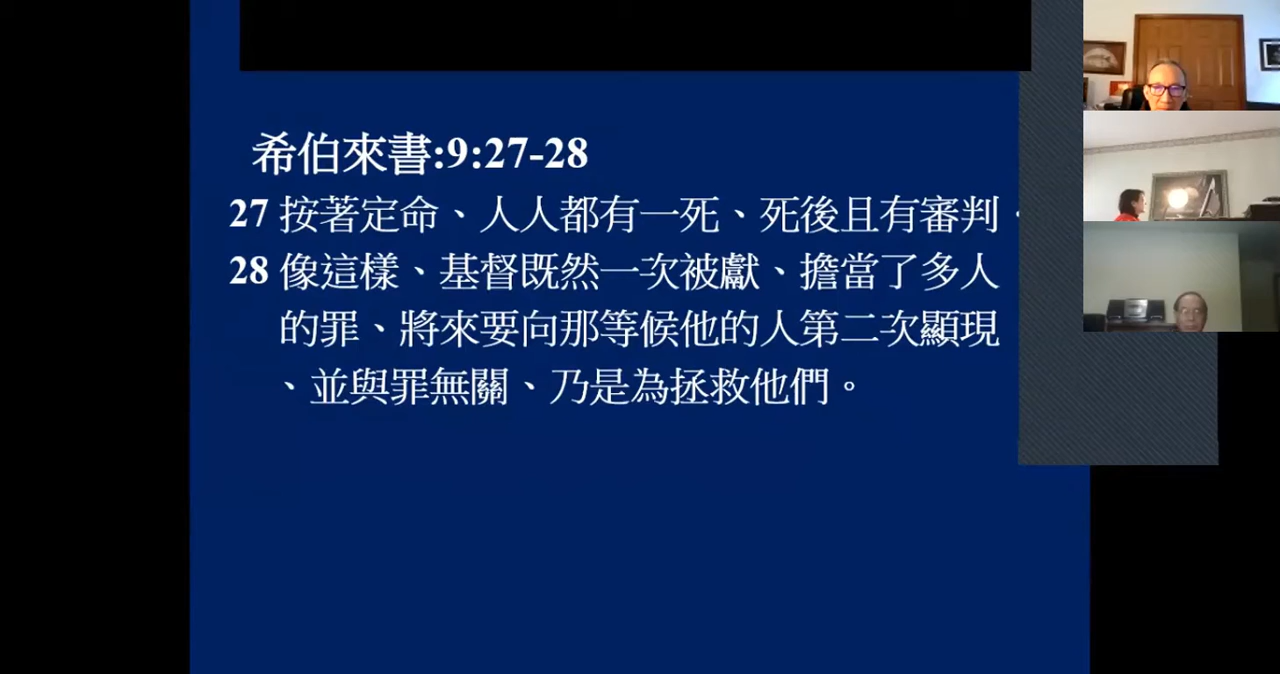 希伯來書:9:27-28
27 按著定命、人人都有一死、死後且有審判．
28 像這樣、基督既然一次被獻、擔當了多人
的罪、將來要向那等候他的人第二次顯現
、並與罪無關、乃是為拯救他們。